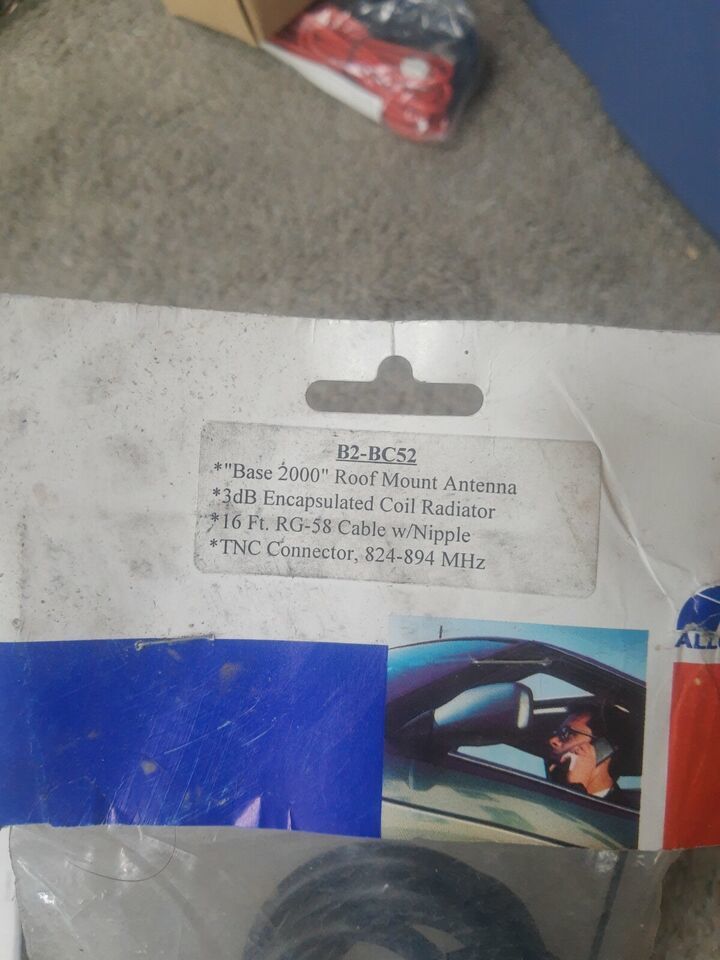 B2-BC52
*"Base 2000" Roof Mount Antenna
*3dB Encapsulated Coil Radiator
*16 Ft. RG-58 Cable w/Nipple
*TNC Connector, 824-894 MHz